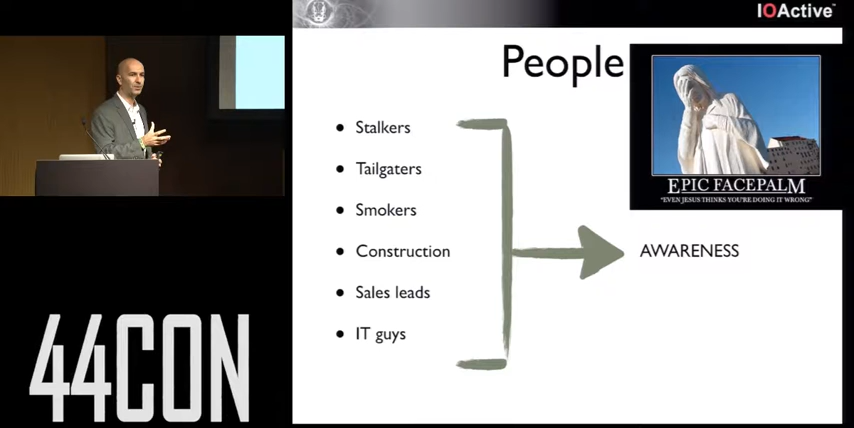 IOActive™
People
EPIC FACEPALM
"EVEN JESUS THINKS YOU'RE DOING IT WRONG"
• Stalkers
• Tailgaters
• Smokers
• Construction
• Sales leads
• IT guys
AWARENESS
44CON